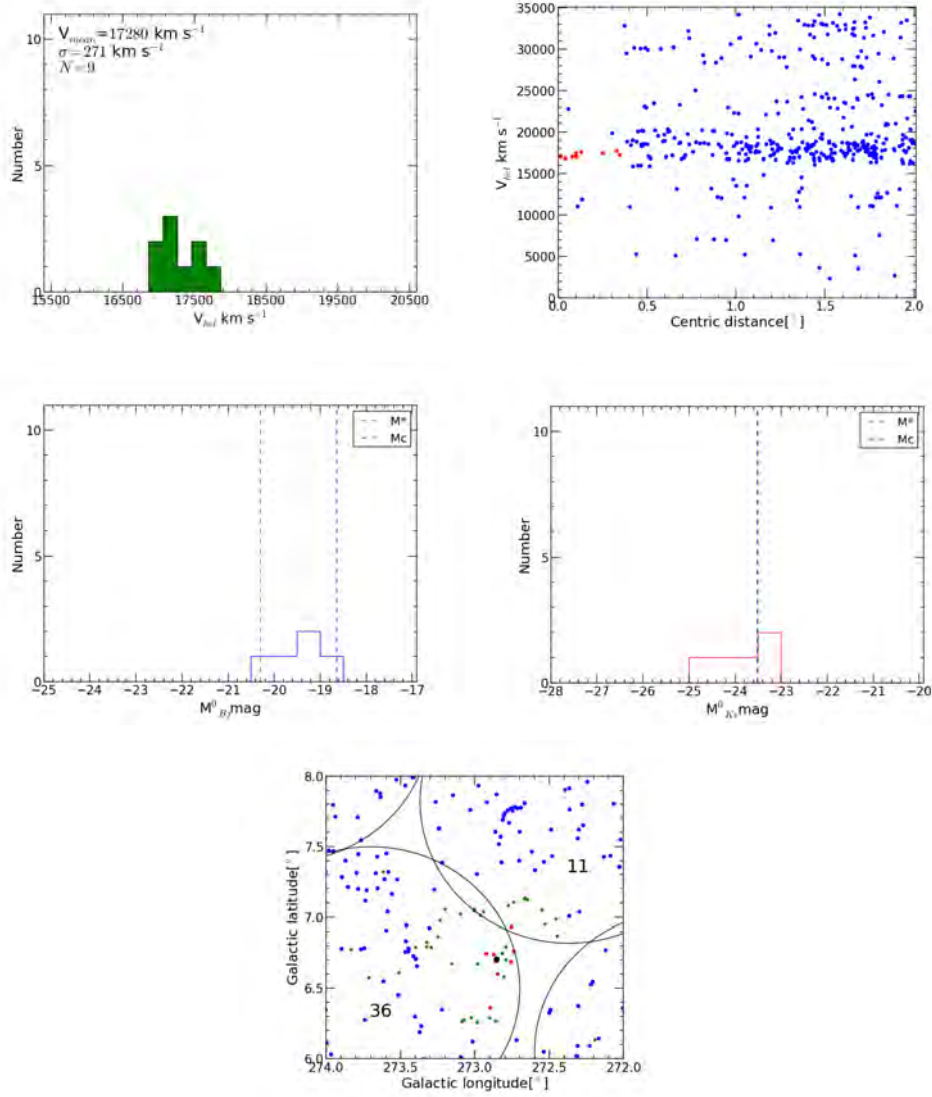 V_mean=17280 km s⁻¹
σ=271 km s⁻¹
N=9
10
5
0
Number
15500 16500 17500 18500 19500 20500
V_hel km s⁻¹
35000
30000
25000
20000
15000
10000
5000
0
V_hel km s⁻¹
0.0 0.5 1.0 1.5 2.0
Centric distance[°]
10
5
0
Number
M*
Mc
−25 −24 −23 −22 −21 −20 −19 −18 −17
10
5
0
Number
M*
Mc
−28 −27 −26 −25 −24 −23 −22 −21 −20
8.0
7.5
7.0
6.5
6.0
Galactic latitude[°]
11
36
274.0 273.5 273.0 272.5 272.0
Galactic longitude[°]